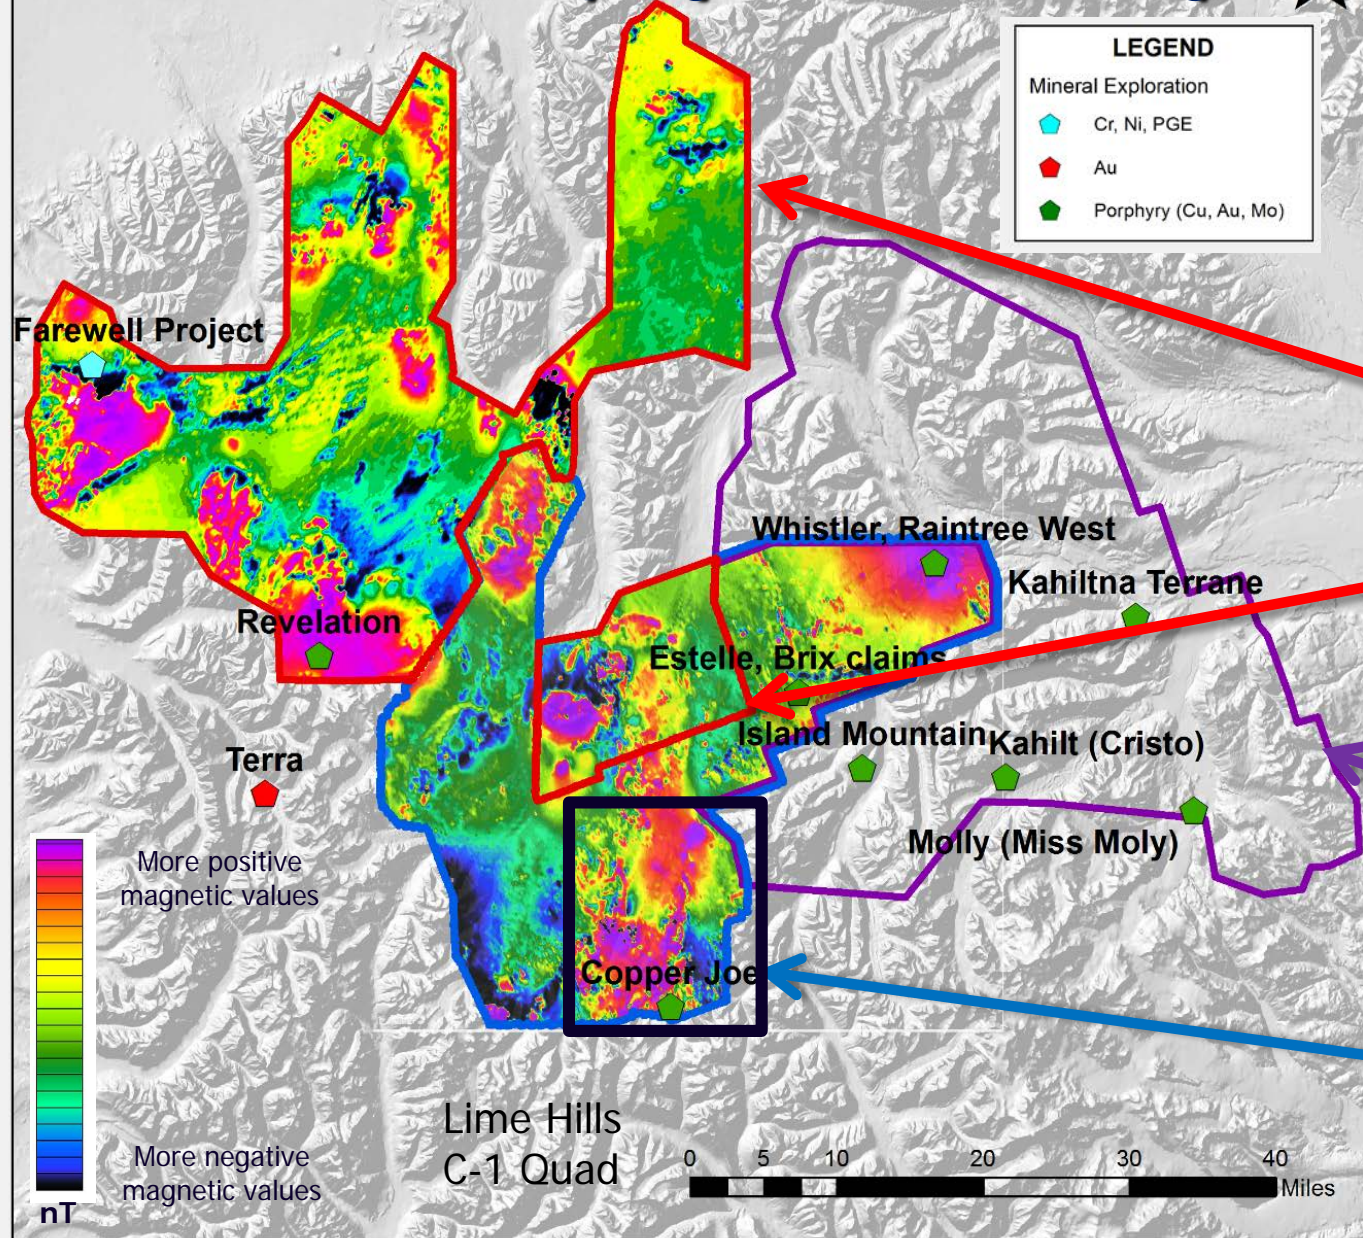 LEGEND
Mineral Exploration
Cr, Ni, PGE
Au
Porphyry (Cu, Au, Mo)
Farewell Project
Whistler, Raintree West
Kahiltna Terrane
Revelation
Estelle, Brix claims
Island Mountain
Kahilt (Cristo)
Terra
Molly (Miss Moly)
More positive
magnetic values
Copper Joe
Lime Hills
C-1 Quad
More negative
magnetic values
nT
0 5 10 20 30 40
Miles